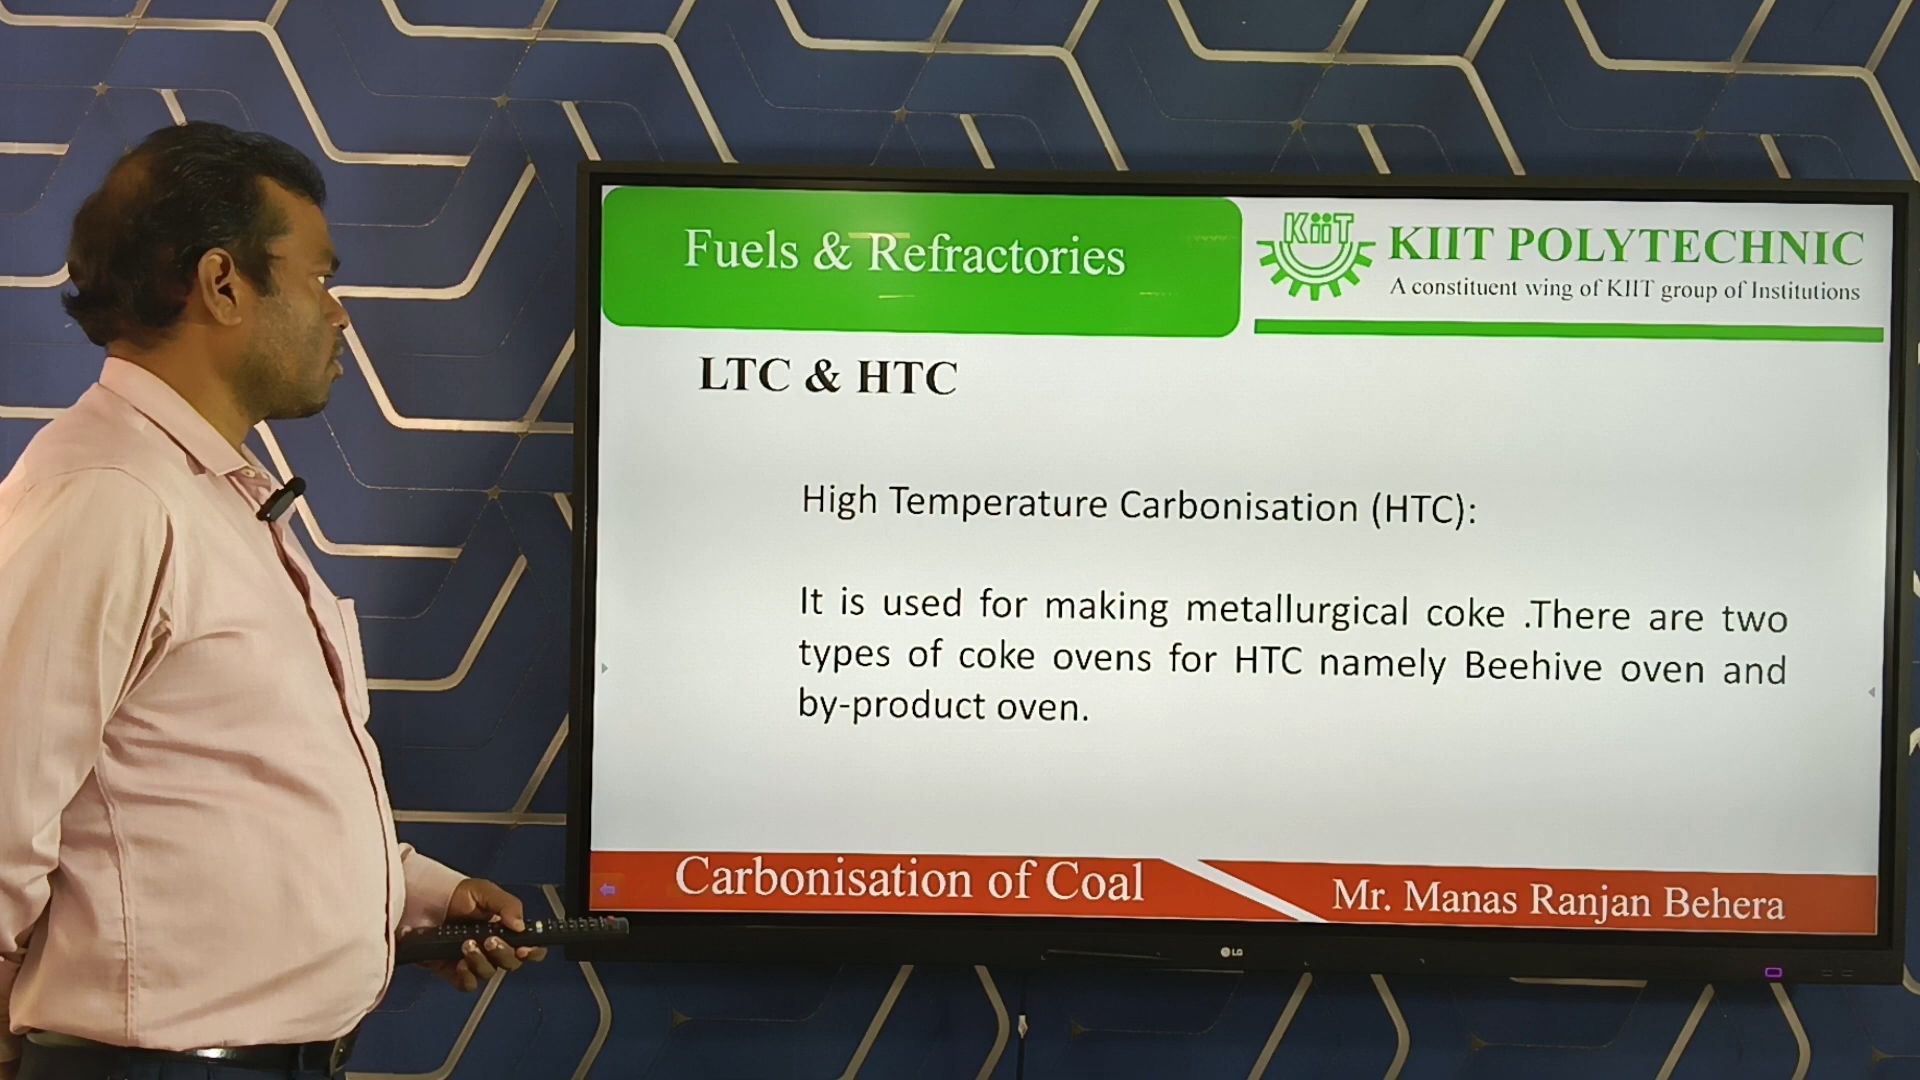 Fuels & Refractories
KiiT
KIIT POLYTECHNIC
A constituent wing of KIIT group of Institutions
LTC & HTC
High Temperature Carbonisation (HTC):
It is used for making metallurgical coke .There are two
types of coke ovens for HTC namely Beehive oven and
by-product oven.
Carbonisation of Coal
Mr. Manas Ranjan Behera
LG